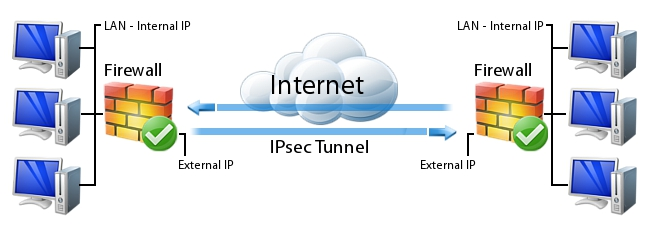 LAN - Internal IP
LAN - Internal IP
Firewall
Internet
Firewall
IPsec Tunnel
External IP
External IP